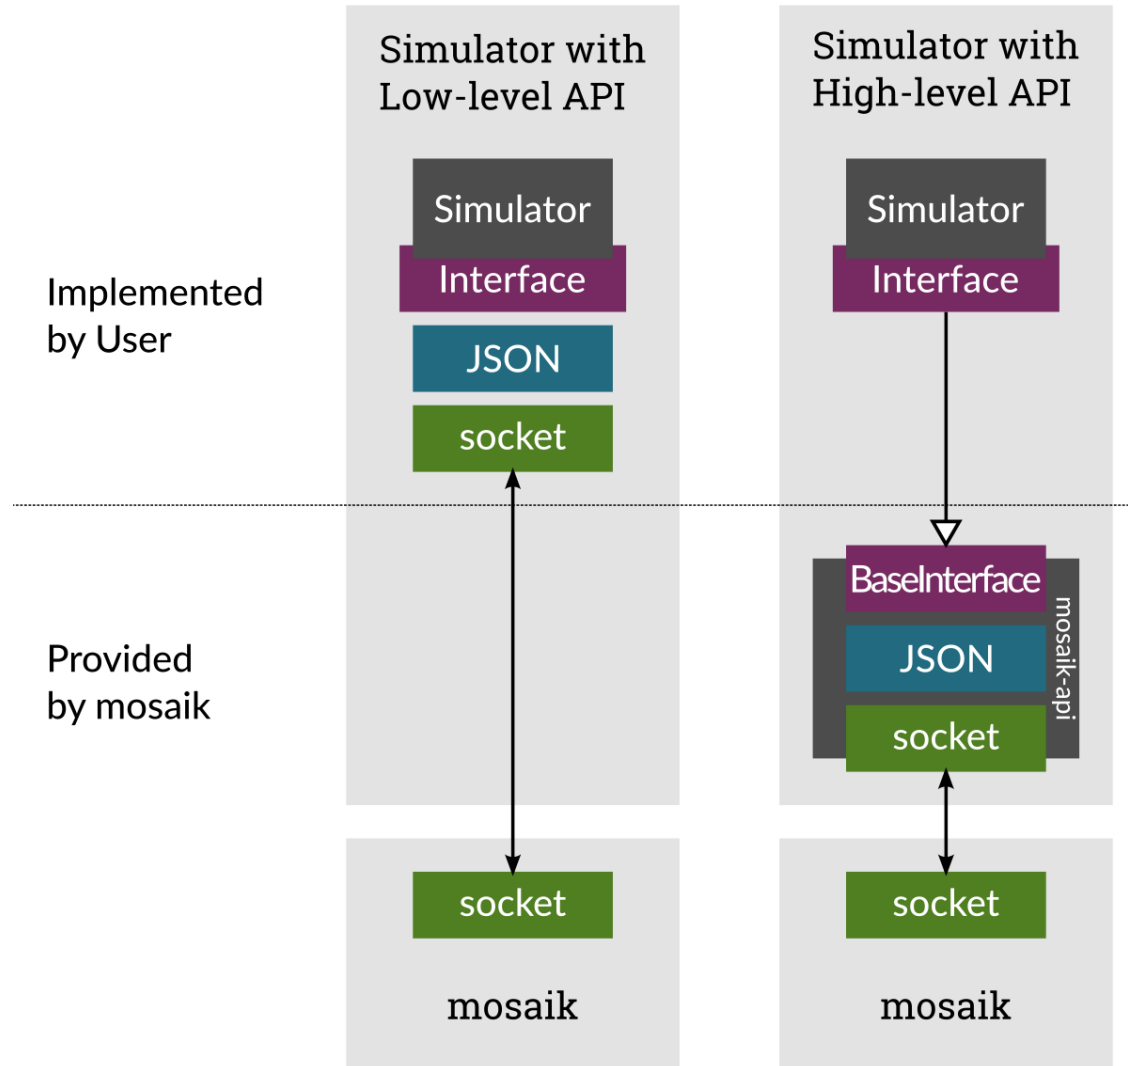 Simulator with
Low-level API
Simulator with
High-level API
Simulator
Simulator
Interface
Interface
Implemented
by User
JSON
socket
BaseInterface
JSON
mosaik-api
socket
Provided
by mosaik
socket
socket
mosaik
mosaik